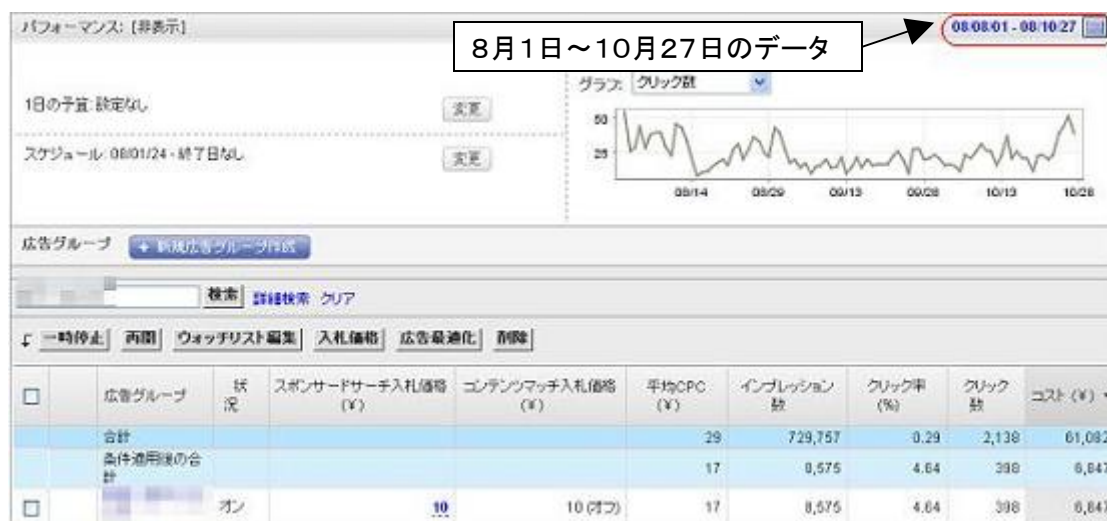 パフォーマンス: [非表示]
08/08/01 - 08/10/27
8月1日～10月27日のデータ
グラフ: クリック数
1日の予算: 設定なし
変更
スケジュール: 08/01/24 - 終了日なし
変更
50
25
08/14 08/29 09/13 09/28 10/13 10/28
広告グループ + 新規広告グループ作成
検索 詳細検索 クリア
一時停止 再開 ウォッチリスト編集 入札価格 広告最適化 削除
広告グループ 状況 スポンサードサーチ入札価格 (¥) コンテンツマッチ入札価格 (¥) 平均CPC (¥) インプレッション数 クリック率 (%) クリック数 コスト (¥)
合計 29 729,757 0.29 2,138 61,082
条件適用後の合計 17 8,575 4.64 398 6,847
オン 10 10 (オフ) 17 8,575 4.64 398 6,847